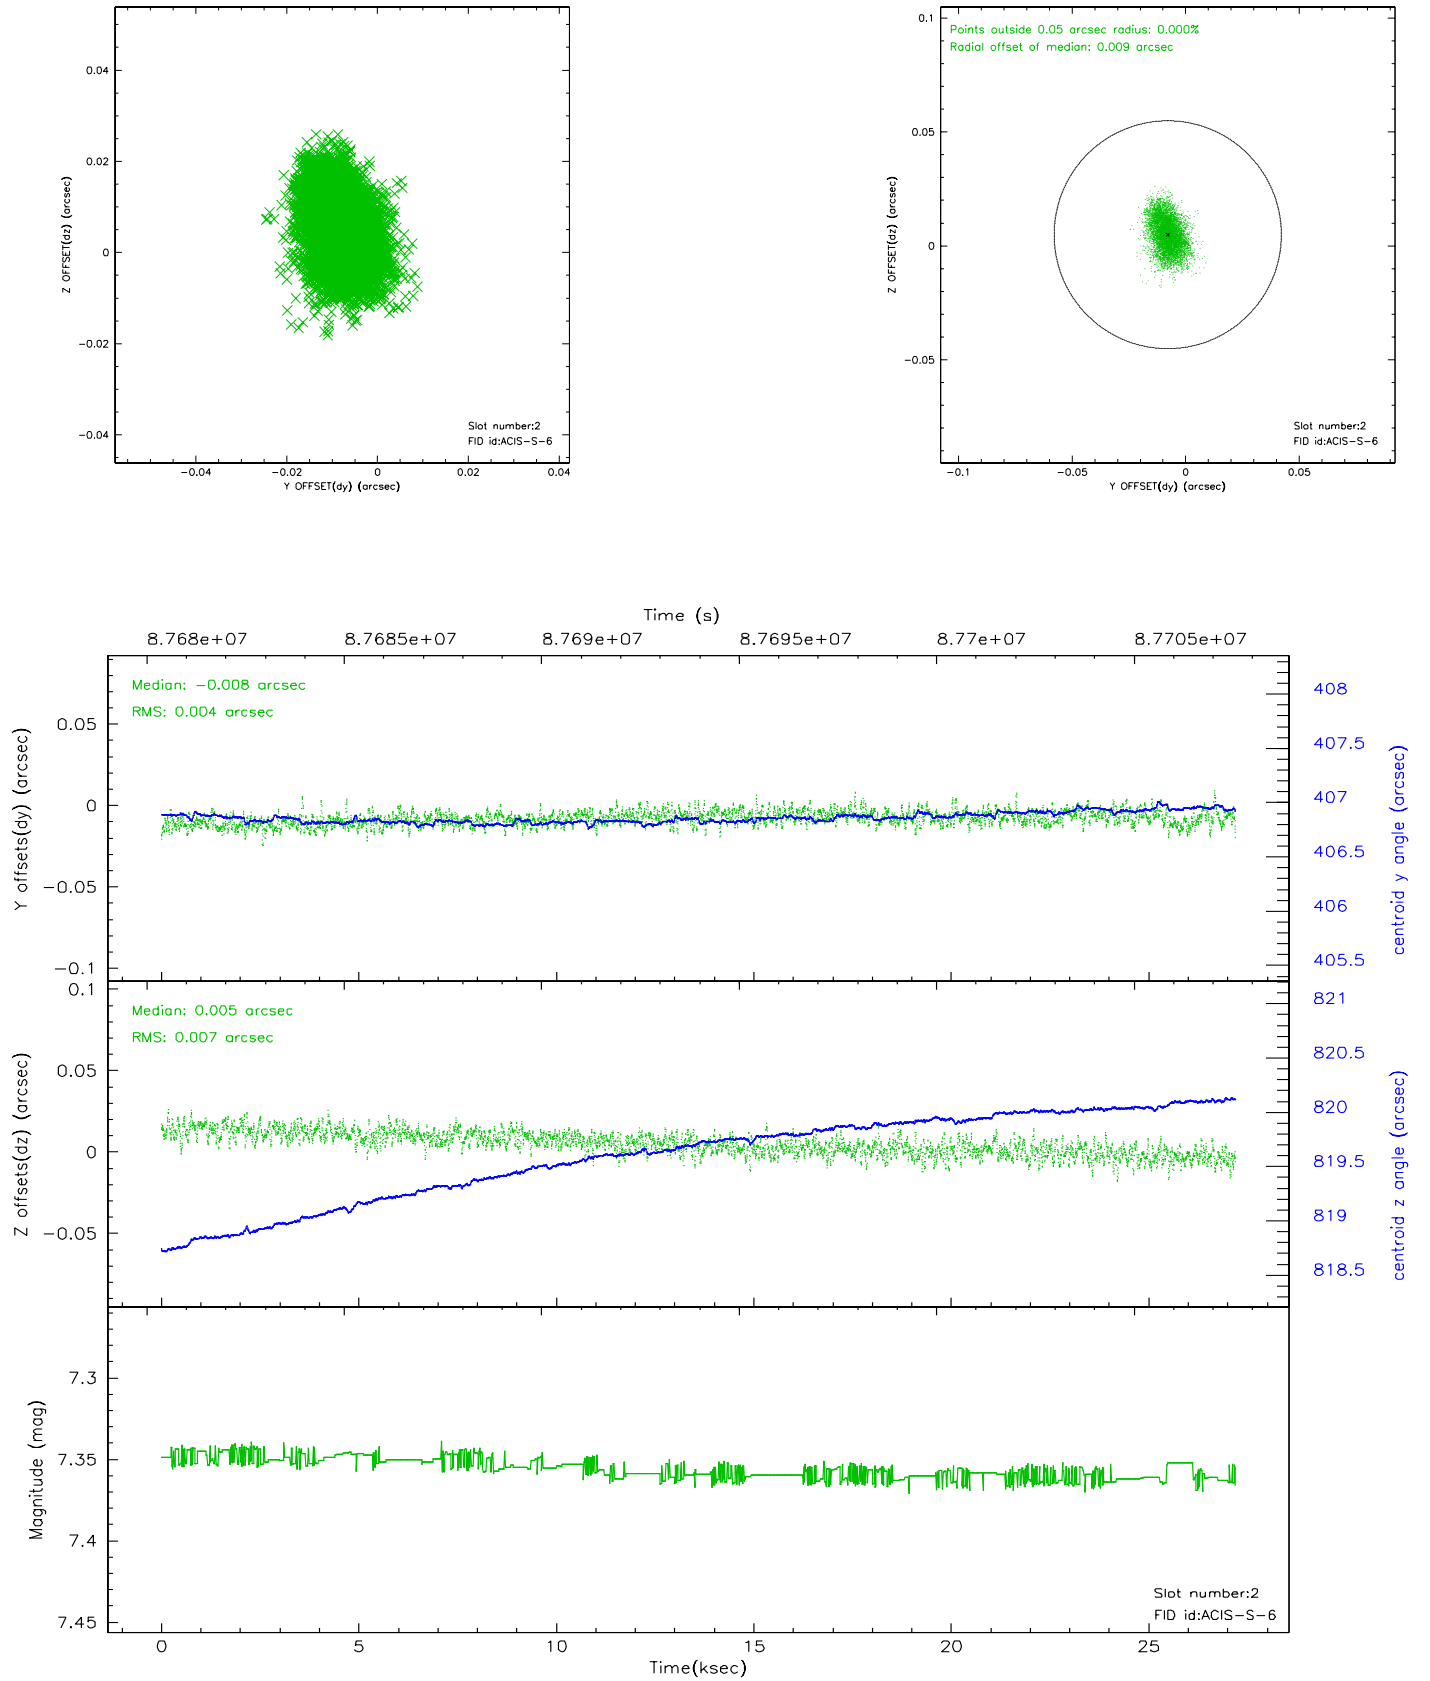 0.04
0.02
0
−0.02
−0.04
Z OFFSET(dz) (arcsec)
Slot number:2
FID id:ACIS−S−6
−0.04
−0.02
0
0.02
0.04
Y OFFSET(dy) (arcsec)
Points outside 0.05 arcsec radius: 0.000%
Radial offset of median: 0.009 arcsec
0.1
0.05
0
−0.05
Z OFFSET(dz) (arcsec)
Slot number:2
FID id:ACIS−S−6
−0.1
−0.05
0
0.05
Y OFFSET(dy) (arcsec)
Time (s)
8.768e+07
8.7685e+07
8.769e+07
8.7695e+07
8.77e+07
8.7705e+07
Median: −0.008 arcsec
RMS: 0.004 arcsec
0.05
0
−0.05
−0.1
Y offsets(dy) (arcsec)
408
407.5
407
406.5
406
405.5
centroid y angle (arcsec)
Median: 0.005 arcsec
RMS: 0.007 arcsec
0.1
0.05
0
−0.05
Z offsets(dz) (arcsec)
821
820.5
820
819.5
819
818.5
centroid z angle (arcsec)
7.3
7.35
7.4
7.45
Magnitude (mag)
Slot number:2
FID id:ACIS−S−6
0
5
10
15
20
25
Time(ksec)